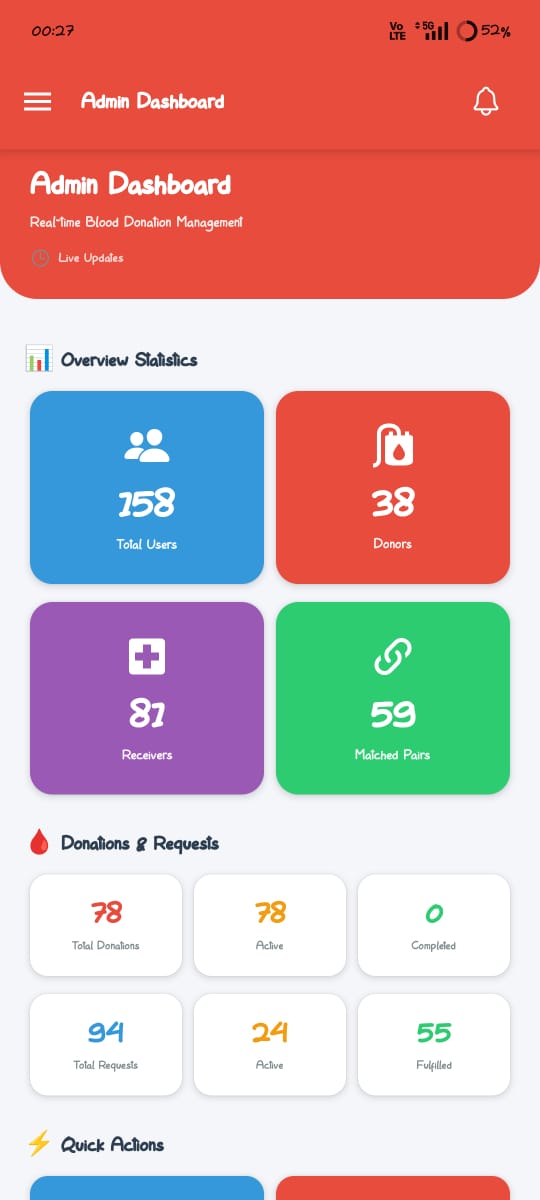 00:27 Vo LTE 5G 52%
Admin Dashboard
Admin Dashboard
Real-time Blood Donation Management
Live Updates
Overview Statistics
158 38
Total Users Donors
81 59
Receivers Matched Pairs
Donations & Requests
78 78 0
Total Donations Active Completed
94 24 55
Total Requests Active Fulfilled
Quick Actions